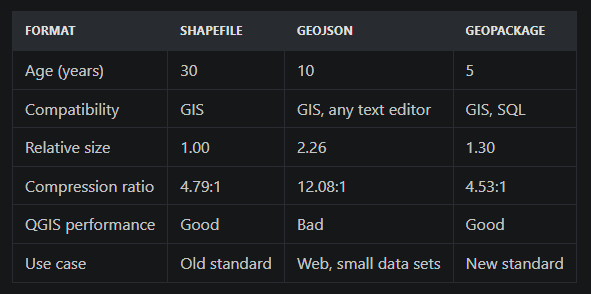 FORMAT SHAPEFILE GEOJSON GEOPACKAGE
Age (years) 30 10 5
Compatibility GIS GIS, any text editor GIS, SQL
Relative size 1.00 2.26 1.30
Compression ratio 4.79:1 12.08:1 4.53:1
QGIS performance Good Bad Good
Use case Old standard Web, small data sets New standard